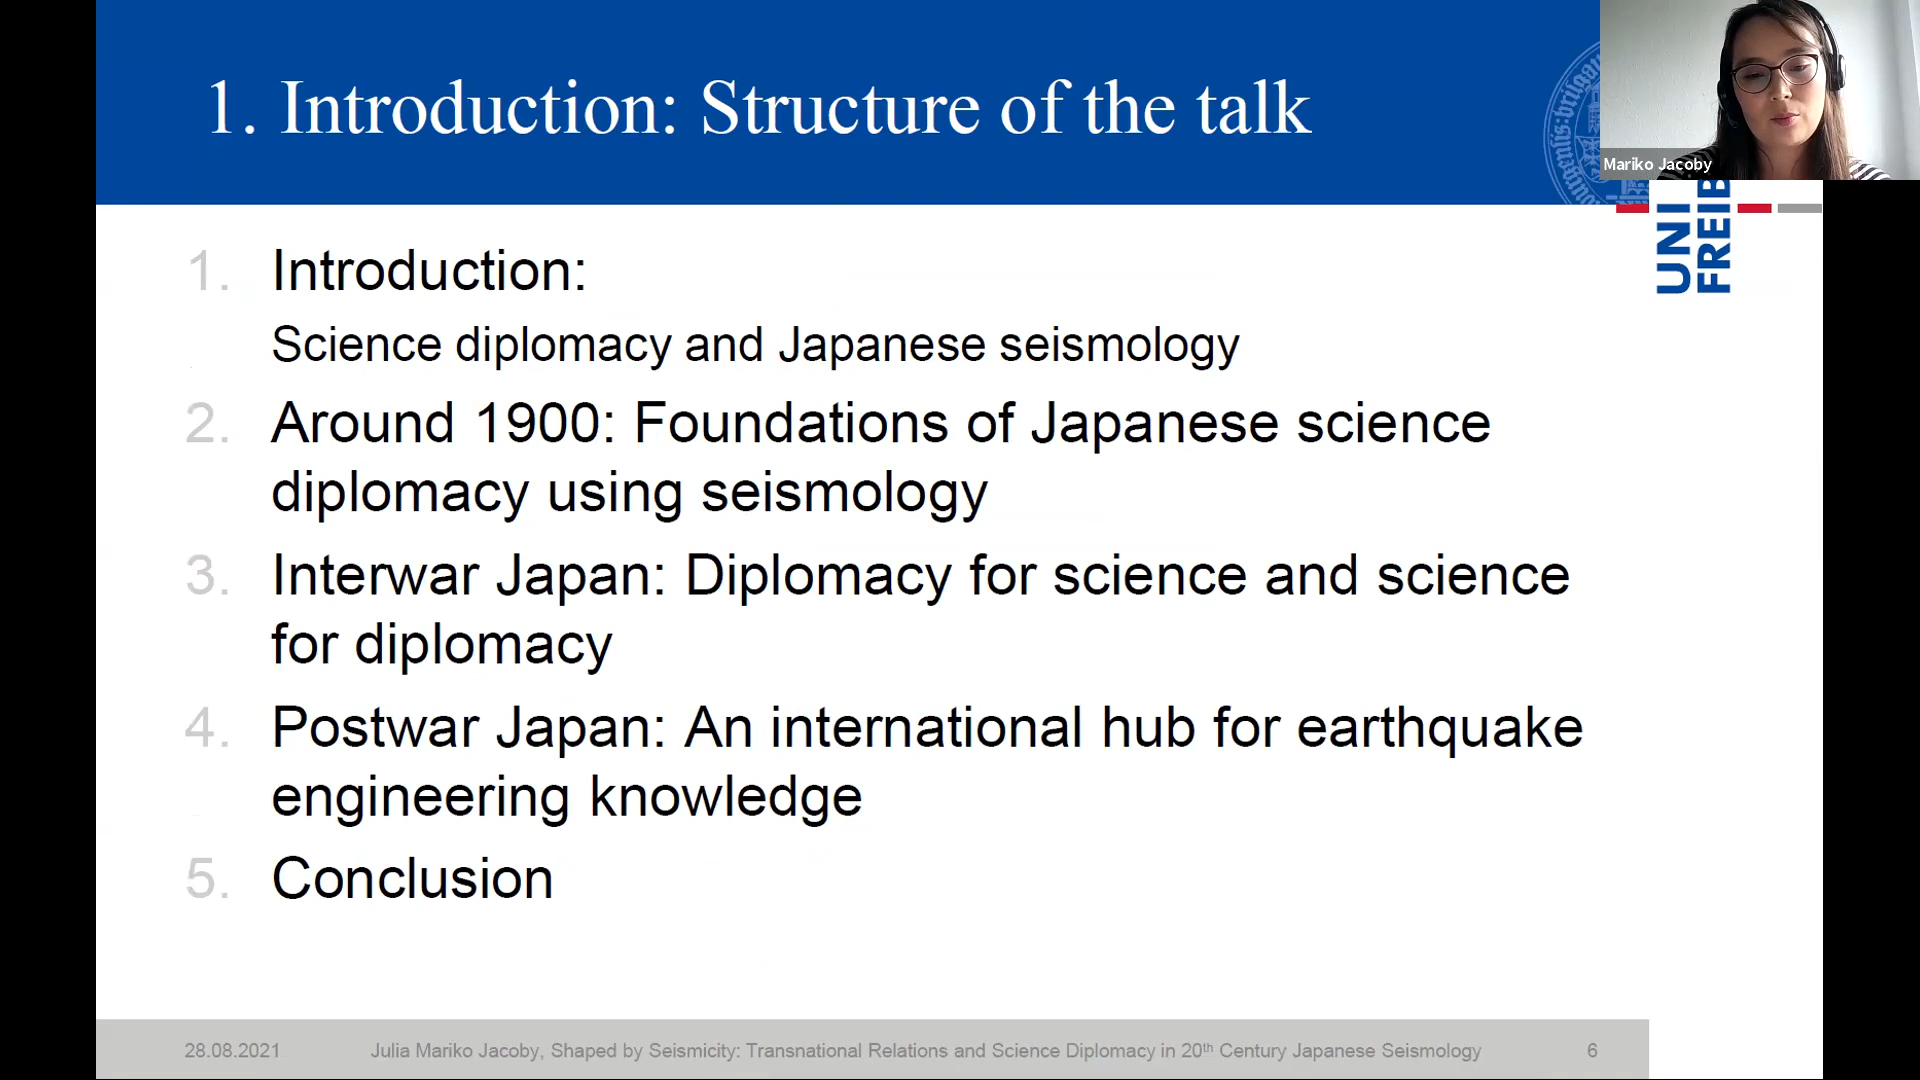 1. Introduction: Structure of the talk
Mariko Jacoby
UNI
FREIB
1. Introduction:
Science diplomacy and Japanese seismology
2. Around 1900: Foundations of Japanese science
diplomacy using seismology
3. Interwar Japan: Diplomacy for science and science
for diplomacy
4. Postwar Japan: An international hub for earthquake
engineering knowledge
5. Conclusion
28.08.2021 Julia Mariko Jacoby, Shaped by Seismicity: Transnational Relations and Science Diplomacy in 20th Century Japanese Seismology 6